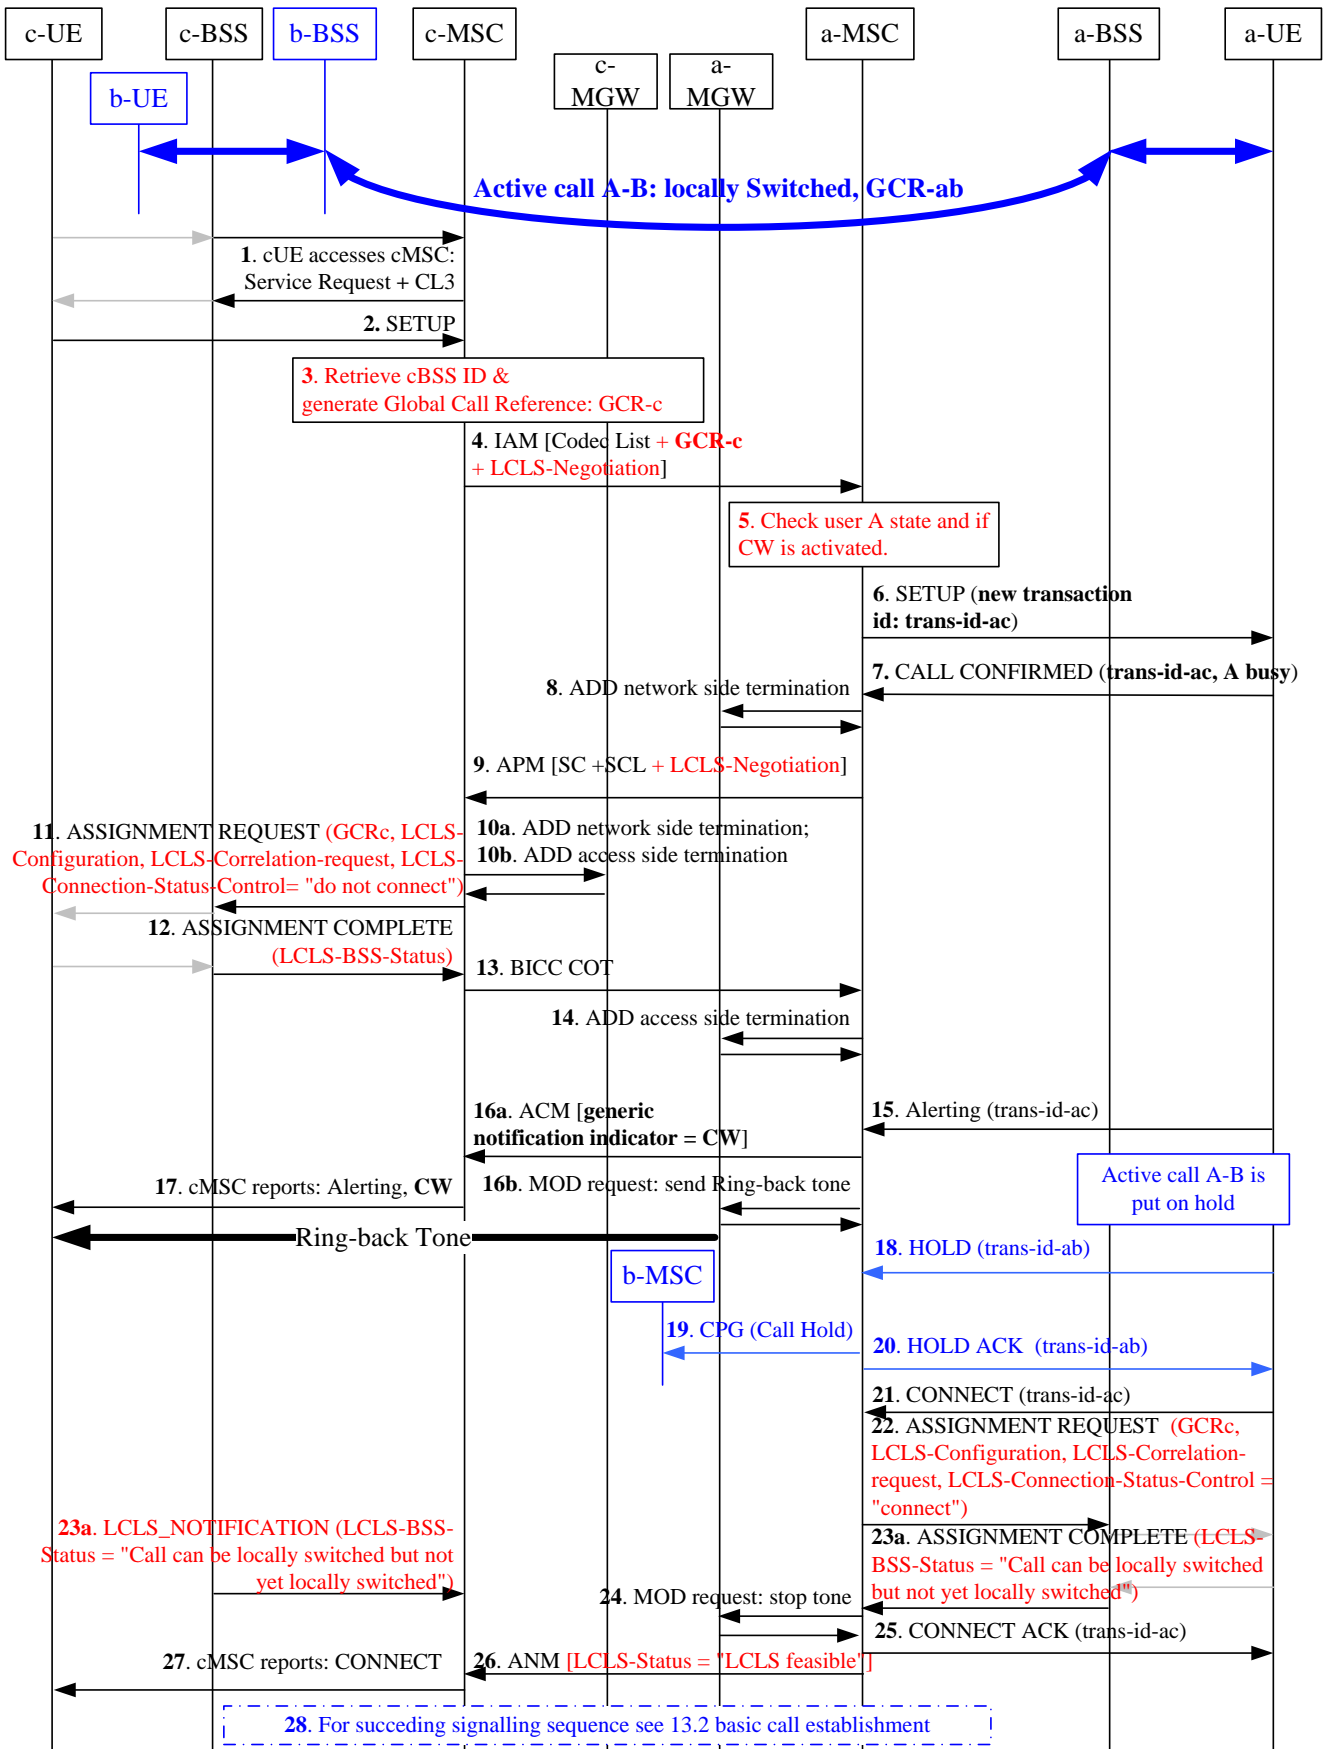 c-UE
c-BSS
b-BSS
c-MSC
a-MSC
a-BSS
a-UE
c-
MGW
a-
MGW
b-UE
Active call A-B: locally Switched, GCR-ab
1. cUE accesses cMSC:
Service Request + CL3
2. SETUP
3. Retrieve cBSS ID &
generate Global Call Reference: GCR-c
4. IAM [Codec List + GCR-c
+ LCLS-Negotiation]
5. Check user A state and if
CW is activated.
6. SETUP (new transaction
id: trans-id-ac)
7. CALL CONFIRMED (trans-id-ac, A busy)
8. ADD network side termination
9. APM [SC +SCL + LCLS-Negotiation]
10a. ADD network side termination;
10b. ADD access side termination
11. ASSIGNMENT REQUEST (GCRc, LCLS-
Configuration, LCLS-Correlation-request, LCLS-
Connection-Status-Control= "do not connect")
12. ASSIGNMENT COMPLETE
(LCLS-BSS-Status)
13. BICC COT
14. ADD access side termination
15. Alerting (trans-id-ac)
16a. ACM [generic
notification indicator = CW]
Active call A-B is
put on hold
16b. MOD request: send Ring-back tone
17. cMSC reports: Alerting, CW
Ring-back Tone
18. HOLD (trans-id-ab)
b-MSC
19. CPG (Call Hold)
20. HOLD ACK (trans-id-ab)
21. CONNECT (trans-id-ac)
22. ASSIGNMENT REQUEST (GCRc,
LCLS-Configuration, LCLS-Correlation-
request, LCLS-Connection-Status-Control =
"connect")
23a. LCLS_NOTIFICATION (LCLS-BSS-
Status = "Call can be locally switched but not
yet locally switched")
23a. ASSIGNMENT COMPLETE (LCLS-
BSS-Status = "Call can be locally switched
but not yet locally switched")
24. MOD request: stop tone
25. CONNECT ACK (trans-id-ac)
26. ANM [LCLS-Status = "LCLS feasible"]
27. cMSC reports: CONNECT
28. For succeding signalling sequence see 13.2 basic call establishment